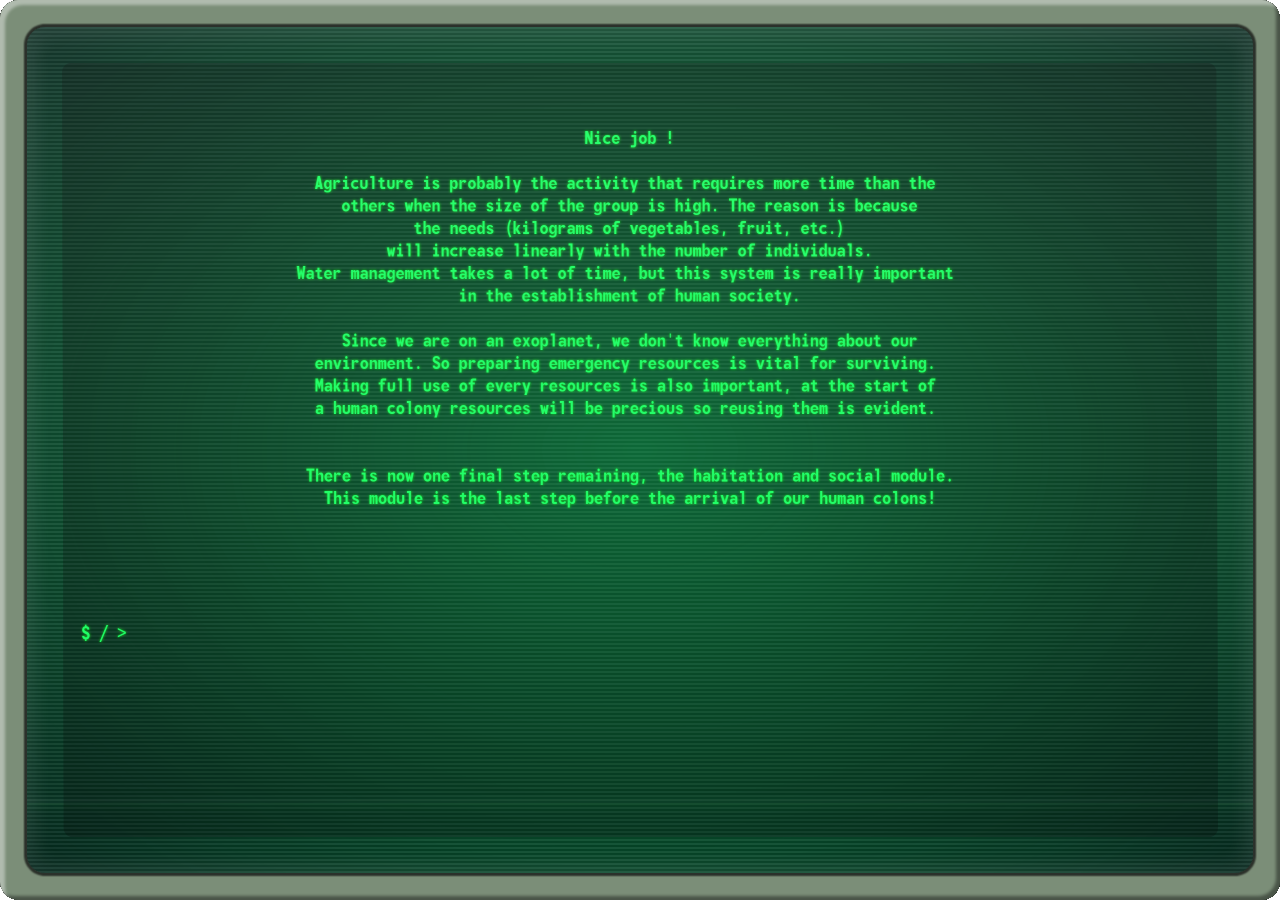 Nice job !
Agriculture is probably the activity that requires more time than the
others when the size of the group is high. The reason is because
the needs (kilograms of vegetables, fruit, etc.)
will increase linearly with the number of individuals.
Water management takes a lot of time, but this system is really important
in the establishment of human society.
Since we are on an exoplanet, we don't know everything about our
environment. So preparing emergency resources is vital for surviving.
Making full use of every resources is also important, at the start of
a human colony resources will be precious so reusing them is evident.
There is now one final step remaining, the habitation and social module.
This module is the last step before the arrival of our human colons!
$ / >